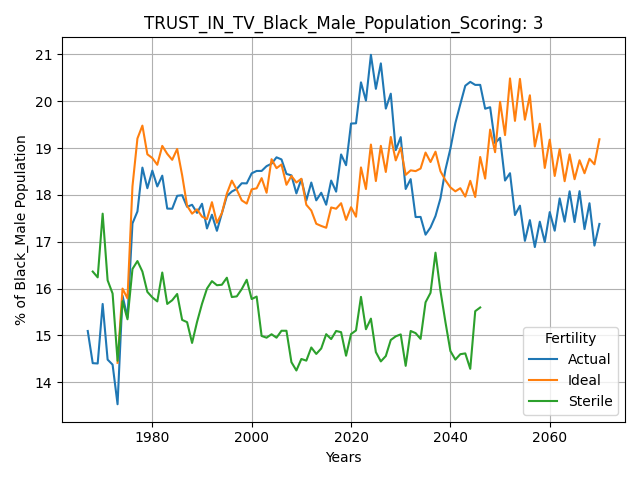 TRUST_IN_TV_Black_Male_Population_Scoring: 3
% of Black_Male Population
21
20
19
18
17
16
15
14
1980
2000
2020
2040
2060
Years
Fertility
Actual
Ideal
Sterile